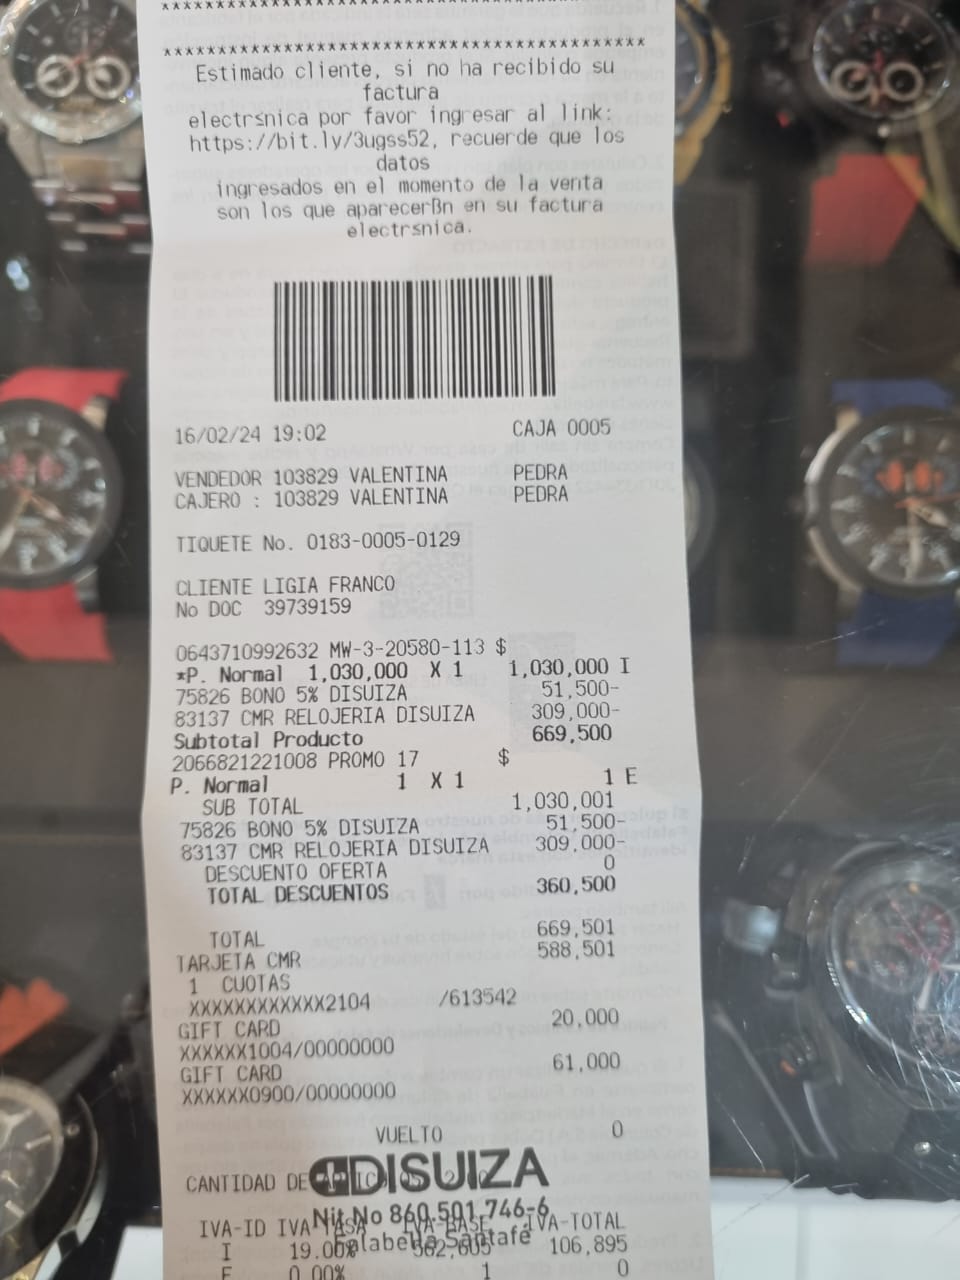 *********************************************
*********************************************
Estimado cliente, si no ha recibido su
factura
electrsnica por favor ingresar al link:
https://bit.ly/3ugss52, recuerde que los
datos
ingresados en el momento de la venta
son los que aparecerßn en su factura
electrsnica.
16/02/24 19:02 CAJA 0005
VENDEDOR 103829 VALENTINA PEDRA
CAJERO : 103829 VALENTINA PEDRA
TIQUETE No. 0183-0005-0129
CLIENTE LIGIA FRANCO
No DOC 39739159
0643710992632 MW-3-20580-113 $
*P. Normal 1,030,000 X 1 1,030,000 I
75826 BONO 5% DISUIZA 51,500-
83137 CMR RELOJERIA DISUIZA 309,000-
Subtotal Producto 669,500
2066821221008 PROMO 17 $
P. Normal 1 X 1 1 E
SUB TOTAL 1,030,001
75826 BONO 5% DISUIZA 51,500-
83137 CMR RELOJERIA DISUIZA 309,000-
DESCUENTO OFERTA 0
TOTAL DESCUENTOS 360,500
TOTAL 669,501
TARJETA CMR 588,501
1 CUOTAS
XXXXXXXXXXXX2104 /613542
GIFT CARD 20,000
XXXXXX1004/00000000
GIFT CARD 61,000
XXXXXX0900/00000000
VUELTO 0
DISUIZA
CANTIDAD DE
Nit.No 860.501.746-6
IVA-ID IVA IVA-TOTAL
Falabella Santafé
I 19.00% 562,605 106,895
E 0.00% 1 0